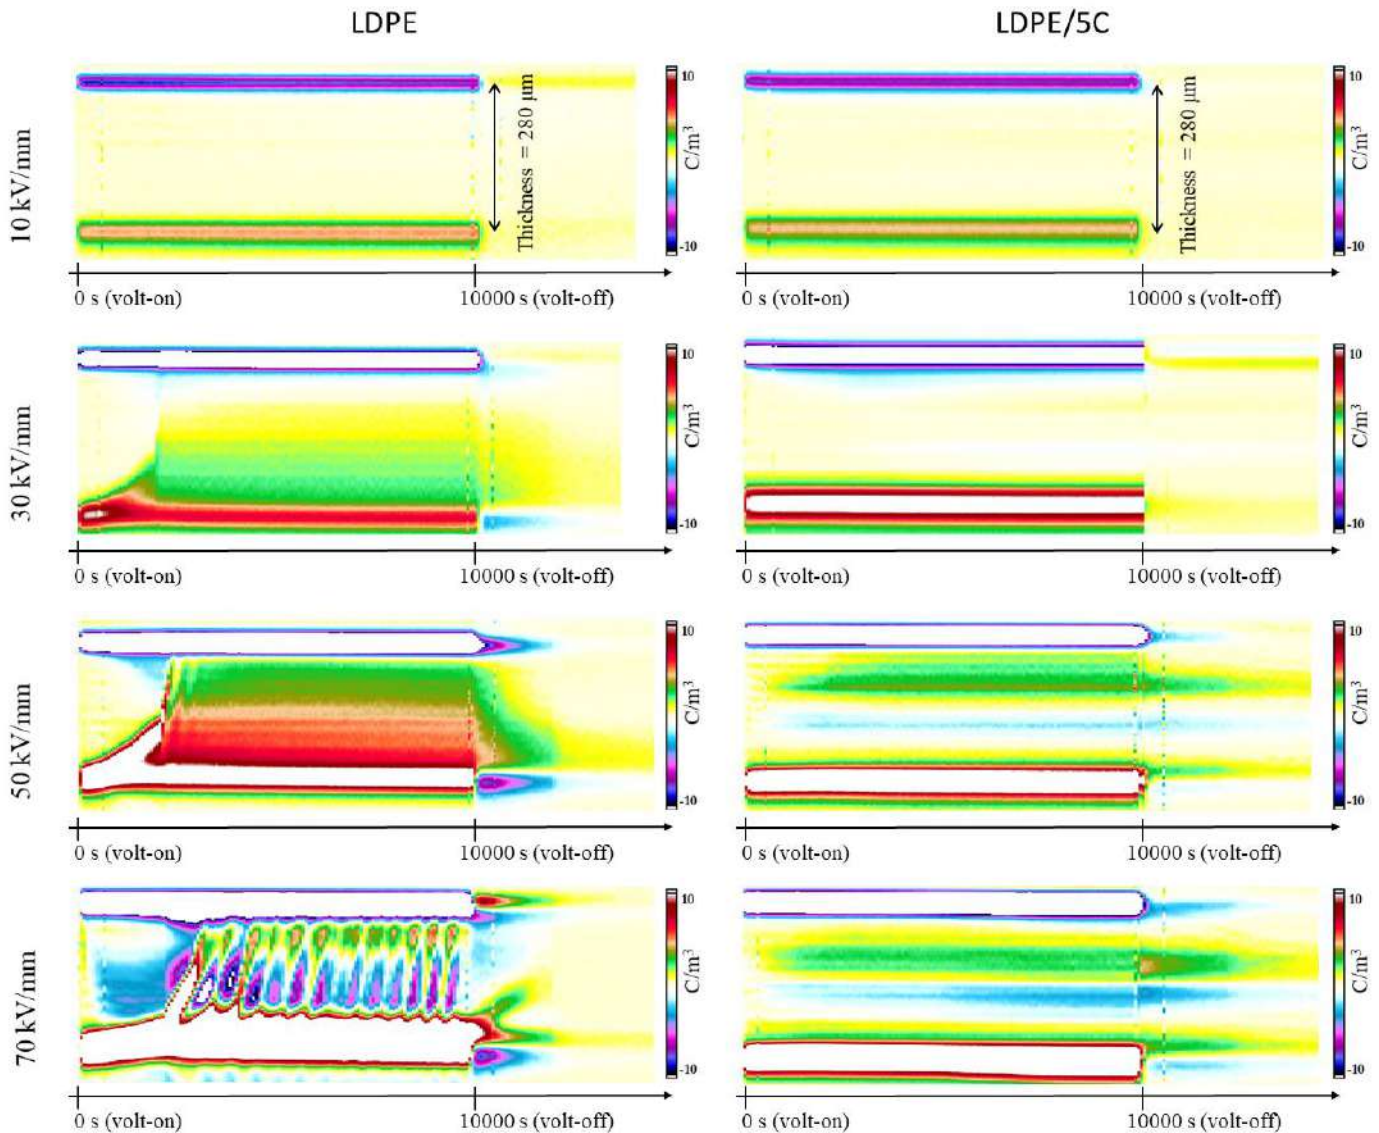 LDPE
LDPE/5C
10 kV/mm
Thickness = 280 μm
10
C/m³
-10
0 s (volt-on)
10000 s (volt-off)
Thickness = 280 μm
10
C/m³
-10
0 s (volt-on)
10000 s (volt-off)
30 kV/mm
10
C/m³
-10
0 s (volt-on)
10000 s (volt-off)
10
C/m³
-10
0 s (volt-on)
10000 s (volt-off)
50 kV/mm
10
C/m³
-10
0 s (volt-on)
10000 s (volt-off)
10
C/m³
-10
0 s (volt-on)
10000 s (volt-off)
70 kV/mm
10
C/m³
-10
0 s (volt-on)
10000 s (volt-off)
10
C/m³
-10
0 s (volt-on)
10000 s (volt-off)